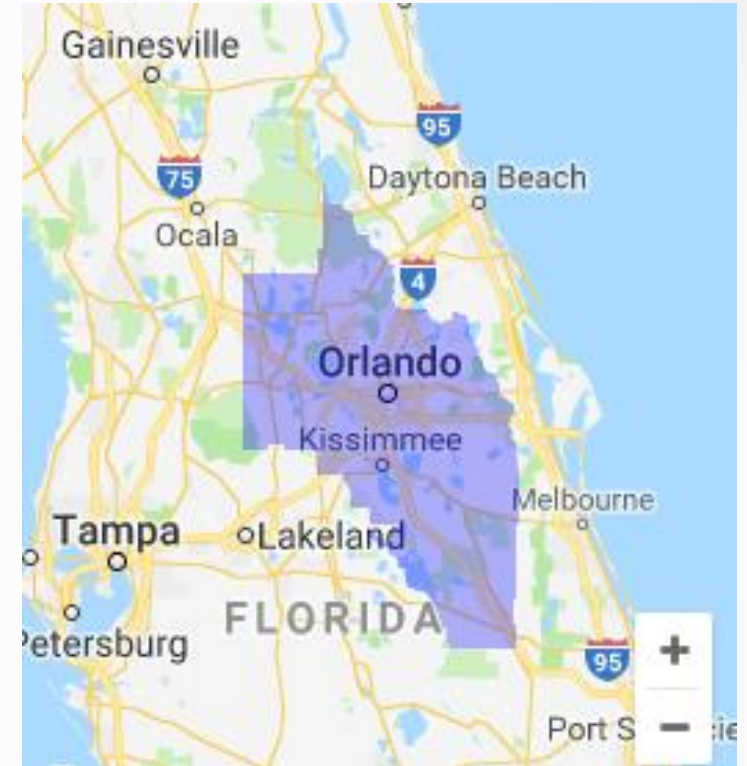 Gainesville
95
75
Daytona Beach
Ocala
4
Orlando
Kissimmee
Melbourne
Tampa
Lakeland
FLORIDA
Petersburg
95
+
Port S
−